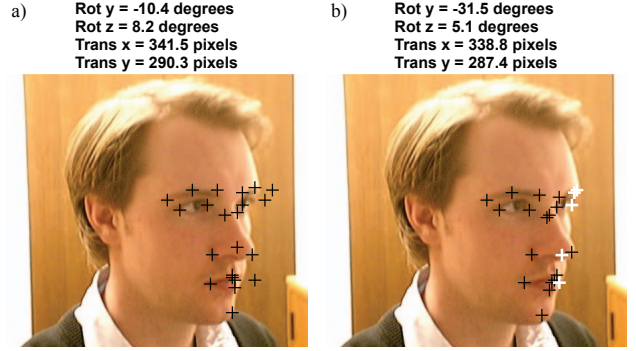 a)
Rot y = -10.4 degrees
Rot z = 8.2 degrees
Trans x = 341.5 pixels
Trans y = 290.3 pixels
b)
Rot y = -31.5 degrees
Rot z = 5.1 degrees
Trans x = 338.8 pixels
Trans y = 287.4 pixels